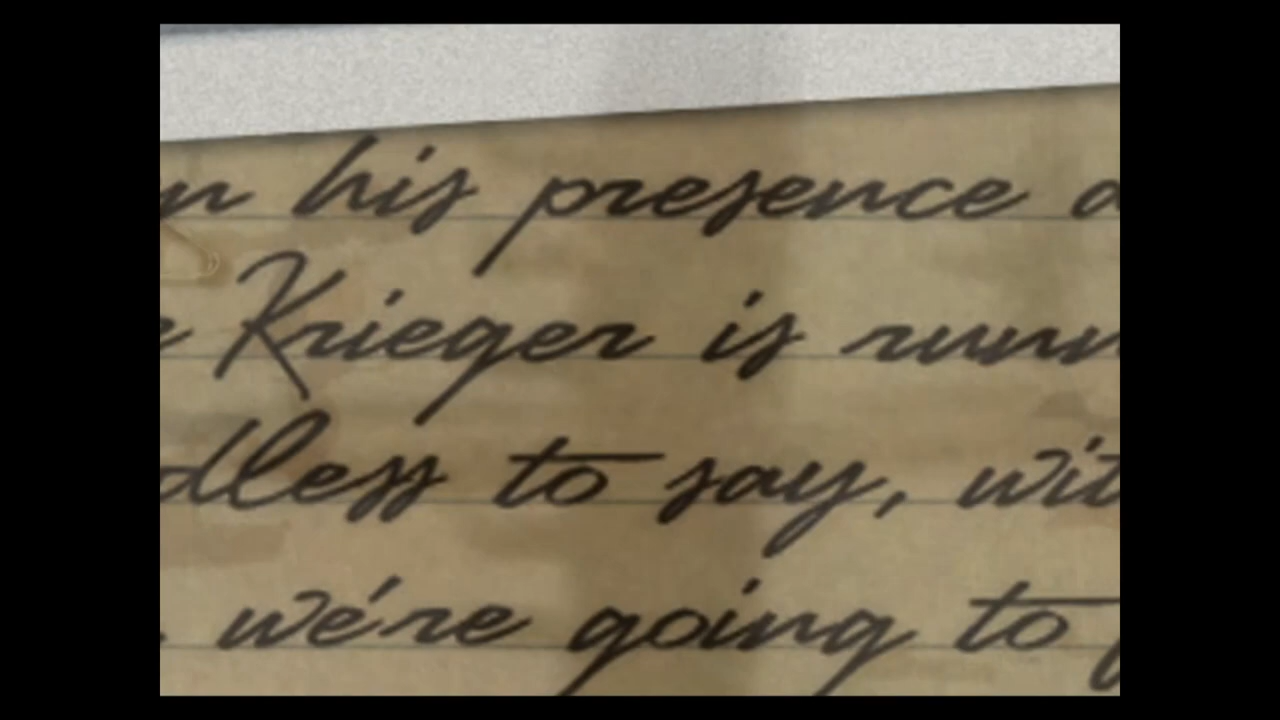 his presence
Krieger is
to say,
we're going to